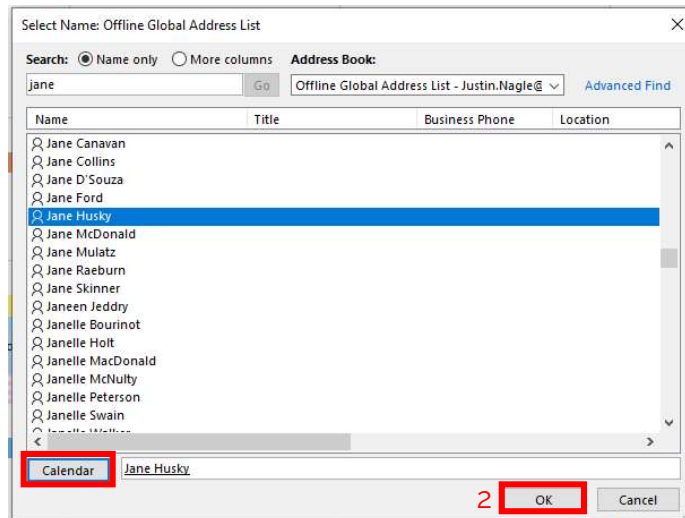 Select Name: Offline Global Address List
Search: Name only More columns Address Book:
jane Go Offline Global Address List - Justin.Nagle@ Advanced Find
Name Title Business Phone Location
Jane Canavan
Jane Collins
Jane D'Souza
Jane Ford
Jane Husky
Jane McDonald
Jane Mulatz
Jane Raeburn
Jane Skinner
Janeen Jeddry
Janelle Bourinot
Janelle Holt
Janelle MacDonald
Janelle McNulty
Janelle Peterson
Janelle Swain
Calendar Jane Husky
2 OK Cancel